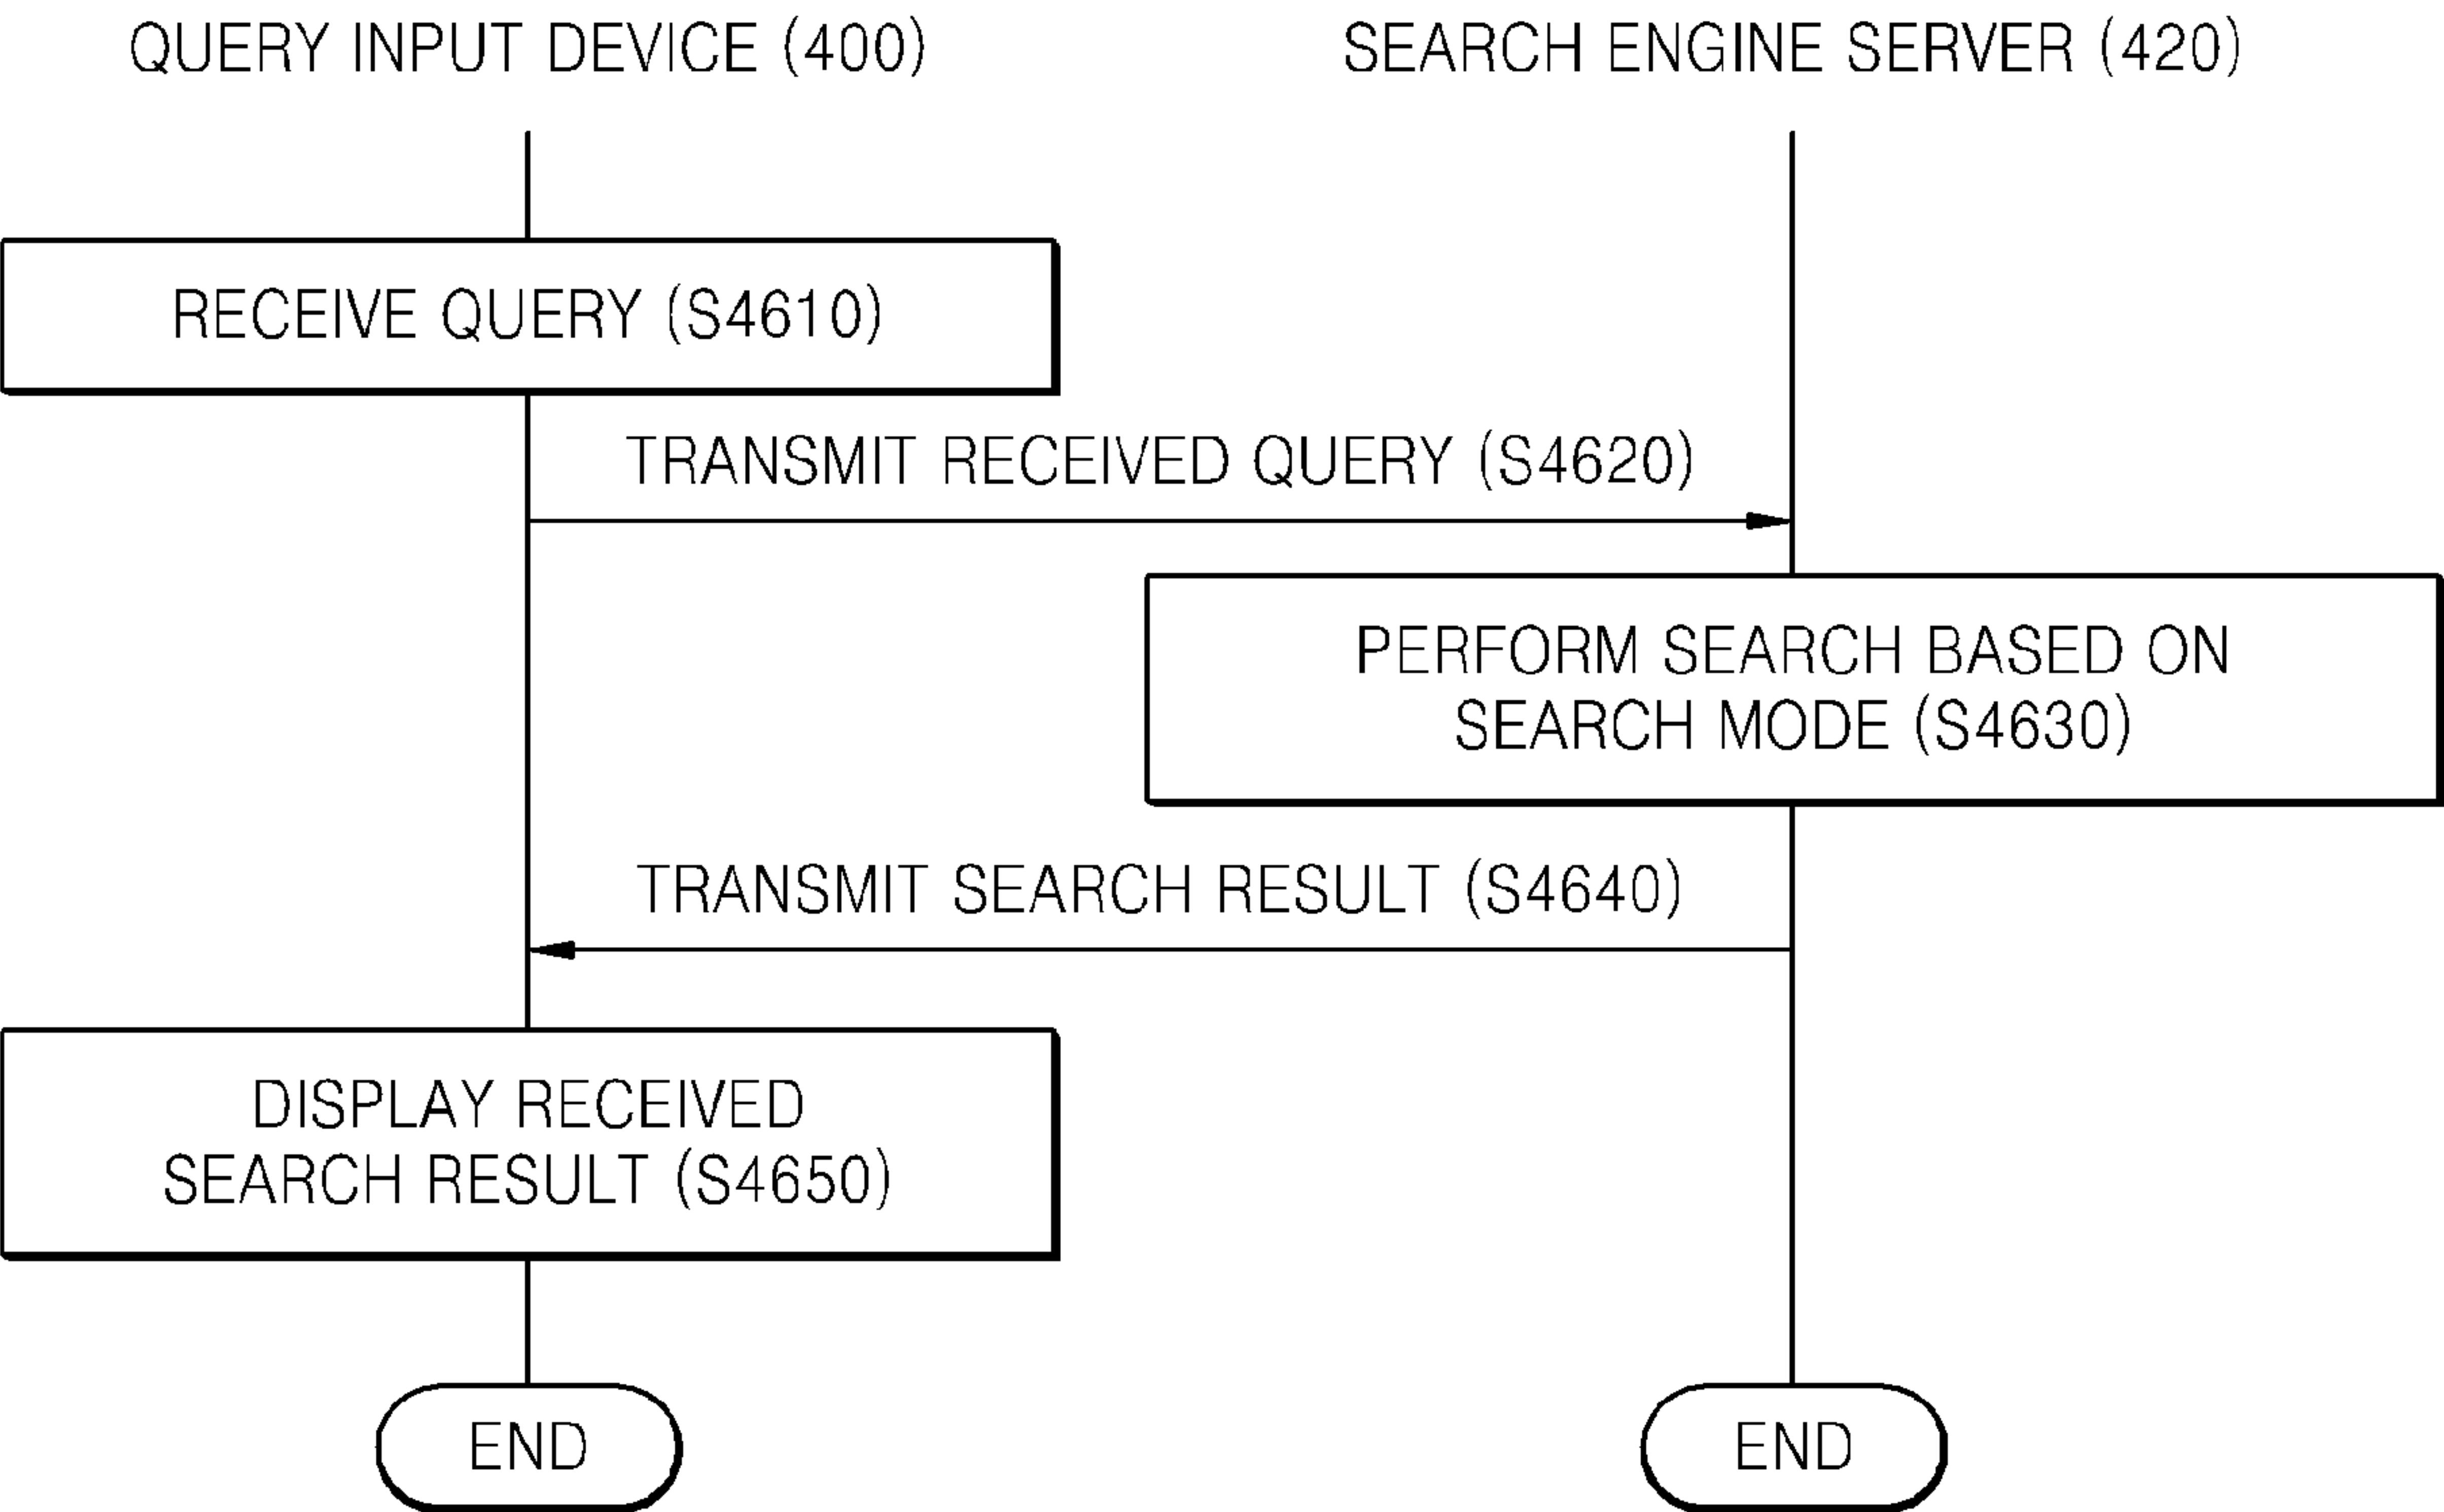 QUERY INPUT DEVICE (400)
SEARCH ENGINE SERVER (420)
RECEIVE QUERY (S4610)
TRANSMIT RECEIVED QUERY (S4620)
PERFORM SEARCH BASED ON
SEARCH MODE (S4630)
TRANSMIT SEARCH RESULT (S4640)
DISPLAY RECEIVED
SEARCH RESULT (S4650)
END
END